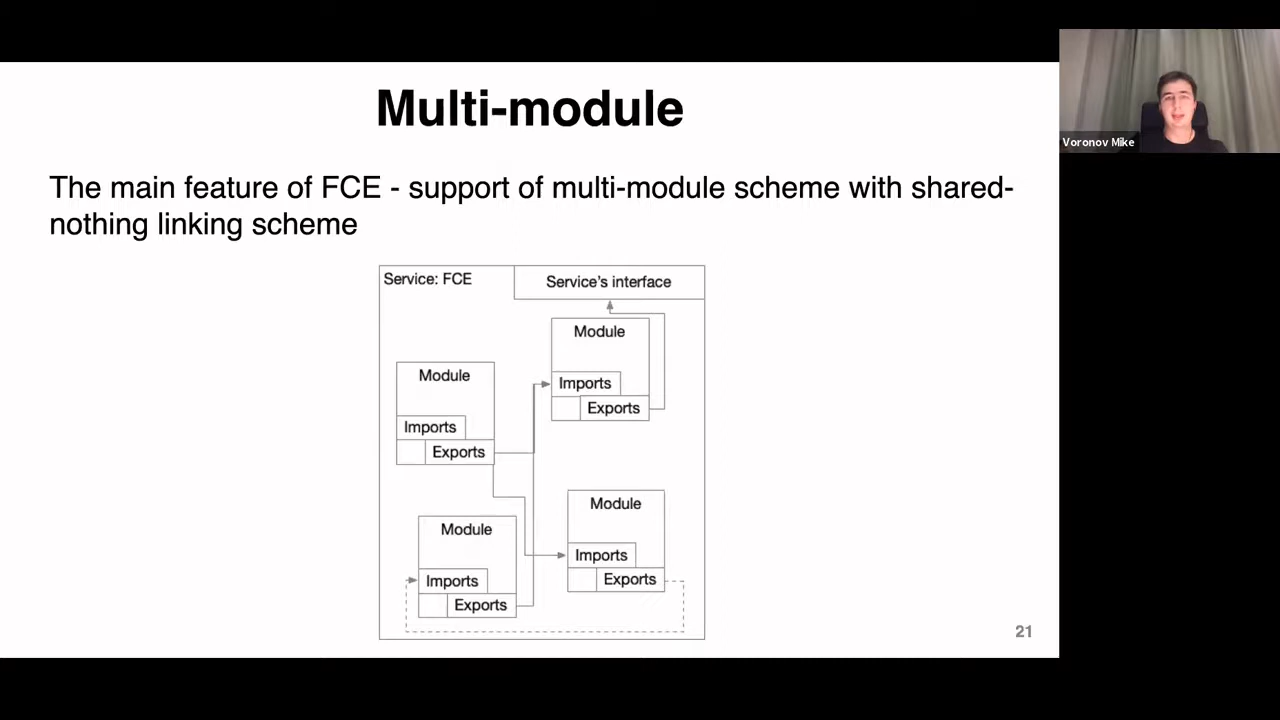 Multi-module
The main feature of FCE - support of multi-module scheme with shared-
nothing linking scheme
Service: FCE
Service's interface
Module
Imports
Exports
Module
Imports
Exports
Module
Imports
Exports
Module
Imports
Exports
21
Voronov Mike